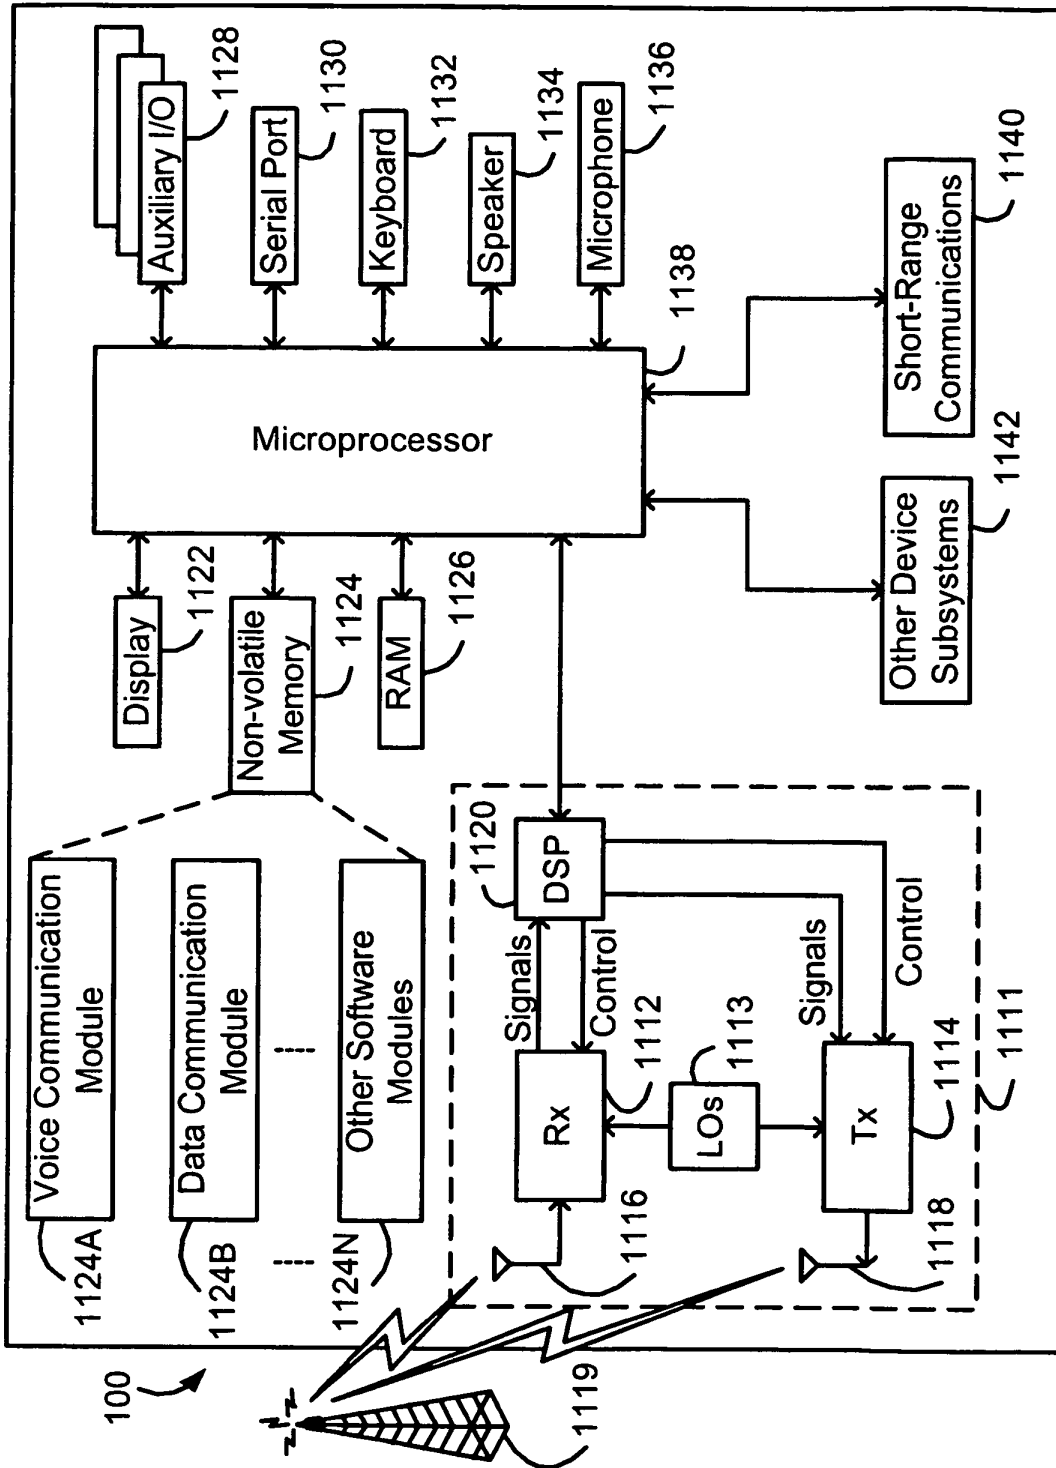 100
1119
1124A
Voice Communication
Module
1124B
Data Communication
Module
1124N
Other Software
Modules
Display
1122
Non-volatile
Memory
1124
RAM
1126
Microprocessor
1138
Auxiliary I/O
1128
Serial Port
1130
Keyboard
1132
Speaker
1134
Microphone
1136
1116
Rx
1112
Signals
Control
DSP
1120
LOs
1113
1118
Tx
1114
Signals
Control
1111
Other Device
Subsystems
1142
Short-Range
Communications
1140